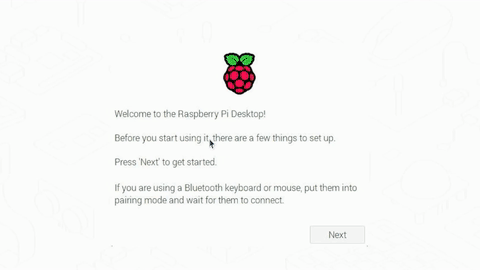 Welcome to the Raspberry Pi Desktop!
Before you start using it, there are a few things to set up.
Press 'Next' to get started.
If you are using a Bluetooth keyboard or mouse, put them into
pairing mode and wait for them to connect.
Next